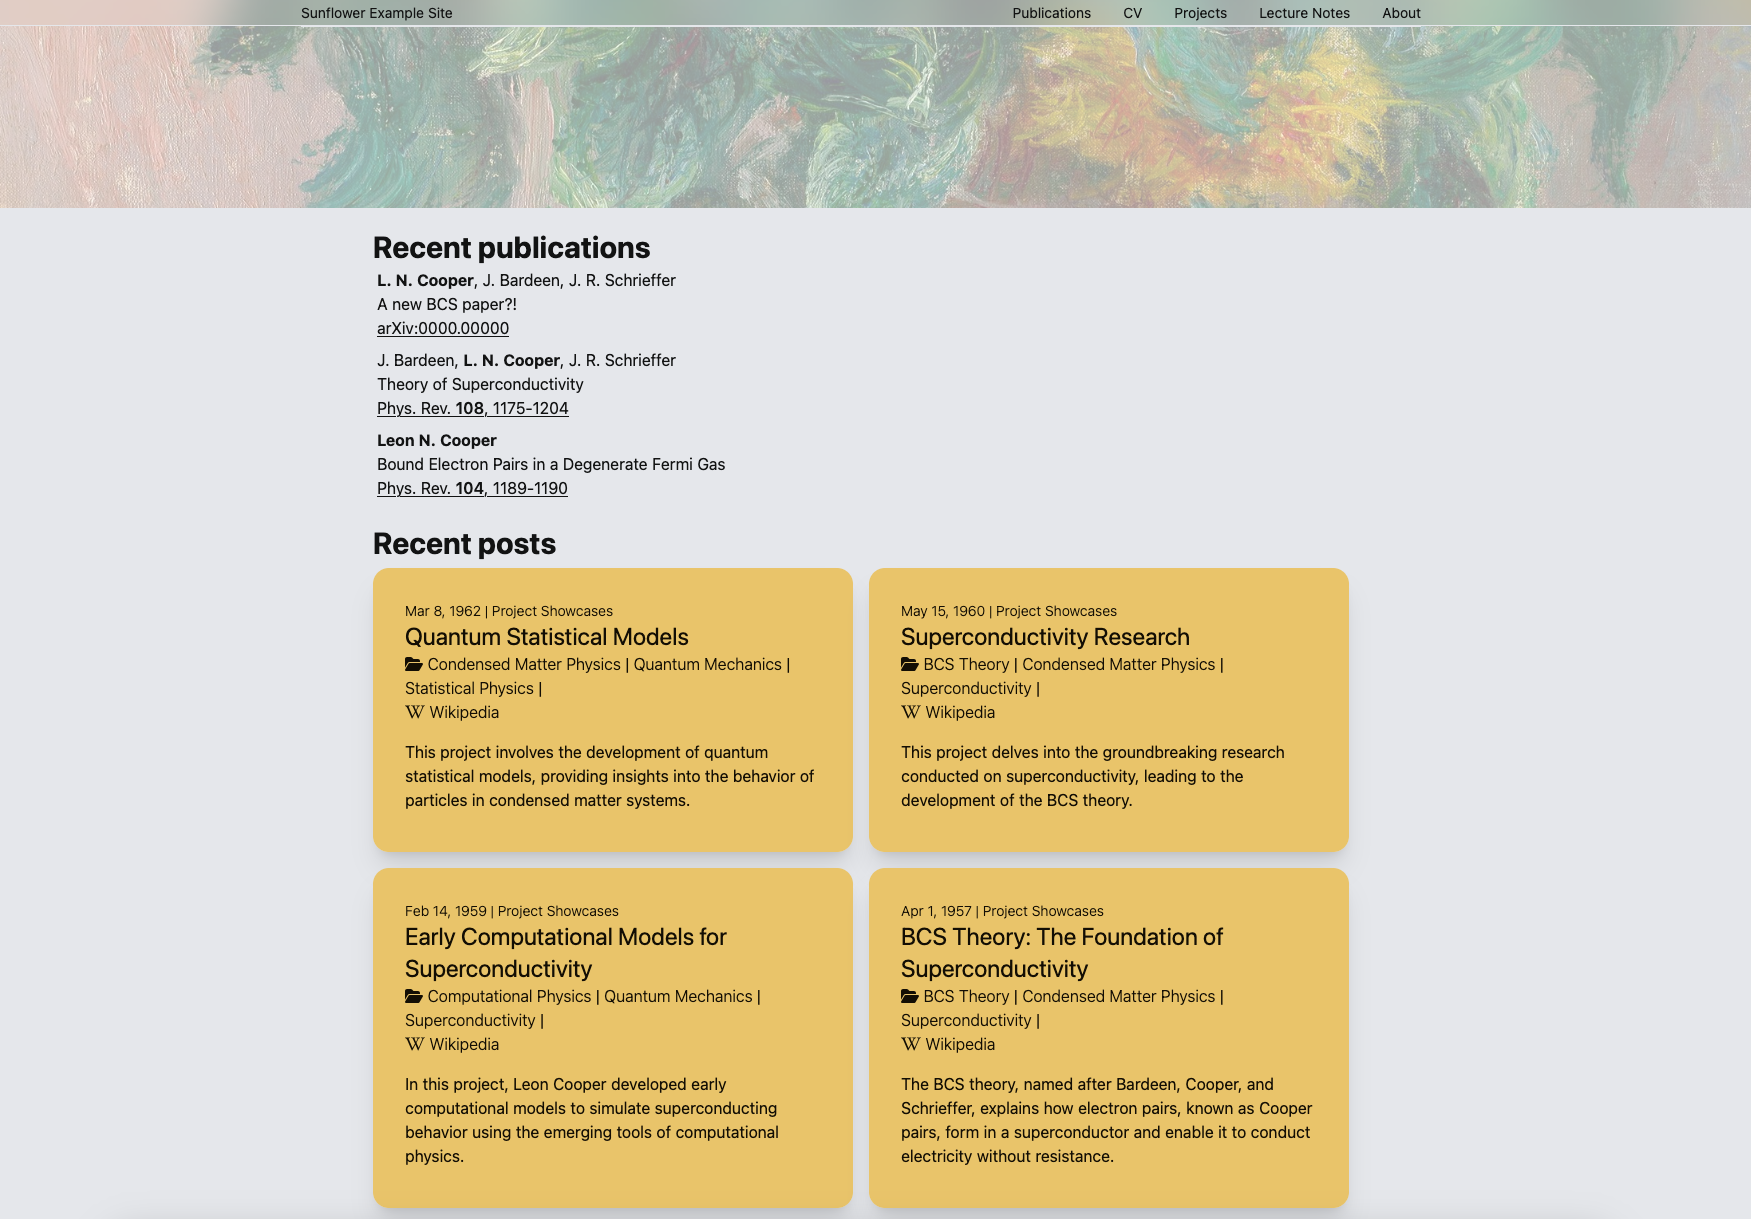 Sunflower Example Site
Publications
CV
Projects
Lecture Notes
About
Recent publications
L. N. Cooper, J. Bardeen, J. R. Schrieffer
A new BCS paper?!
arXiv:0000.00000
J. Bardeen, L. N. Cooper, J. R. Schrieffer
Theory of Superconductivity
Phys. Rev. 108, 1175-1204
Leon N. Cooper
Bound Electron Pairs in a Degenerate Fermi Gas
Phys. Rev. 104, 1189-1190
Recent posts
Mar 8, 1962 | Project Showcases
Quantum Statistical Models
Condensed Matter Physics | Quantum Mechanics |
Statistical Physics |
W Wikipedia
This project involves the development of quantum
statistical models, providing insights into the behavior of
particles in condensed matter systems.
May 15, 1960 | Project Showcases
Superconductivity Research
BCS Theory | Condensed Matter Physics |
Superconductivity |
W Wikipedia
This project delves into the groundbreaking research
conducted on superconductivity, leading to the
development of the BCS theory.
Feb 14, 1959 | Project Showcases
Early Computational Models for
Superconductivity
Computational Physics | Quantum Mechanics |
Superconductivity |
W Wikipedia
In this project, Leon Cooper developed early
computational models to simulate superconducting
behavior using the emerging tools of computational
physics.
Apr 1, 1957 | Project Showcases
BCS Theory: The Foundation of
Superconductivity
BCS Theory | Condensed Matter Physics |
Superconductivity |
W Wikipedia
The BCS theory, named after Bardeen, Cooper, and
Schrieffer, explains how electron pairs, known as Cooper
pairs, form in a superconductor and enable it to conduct
electricity without resistance.